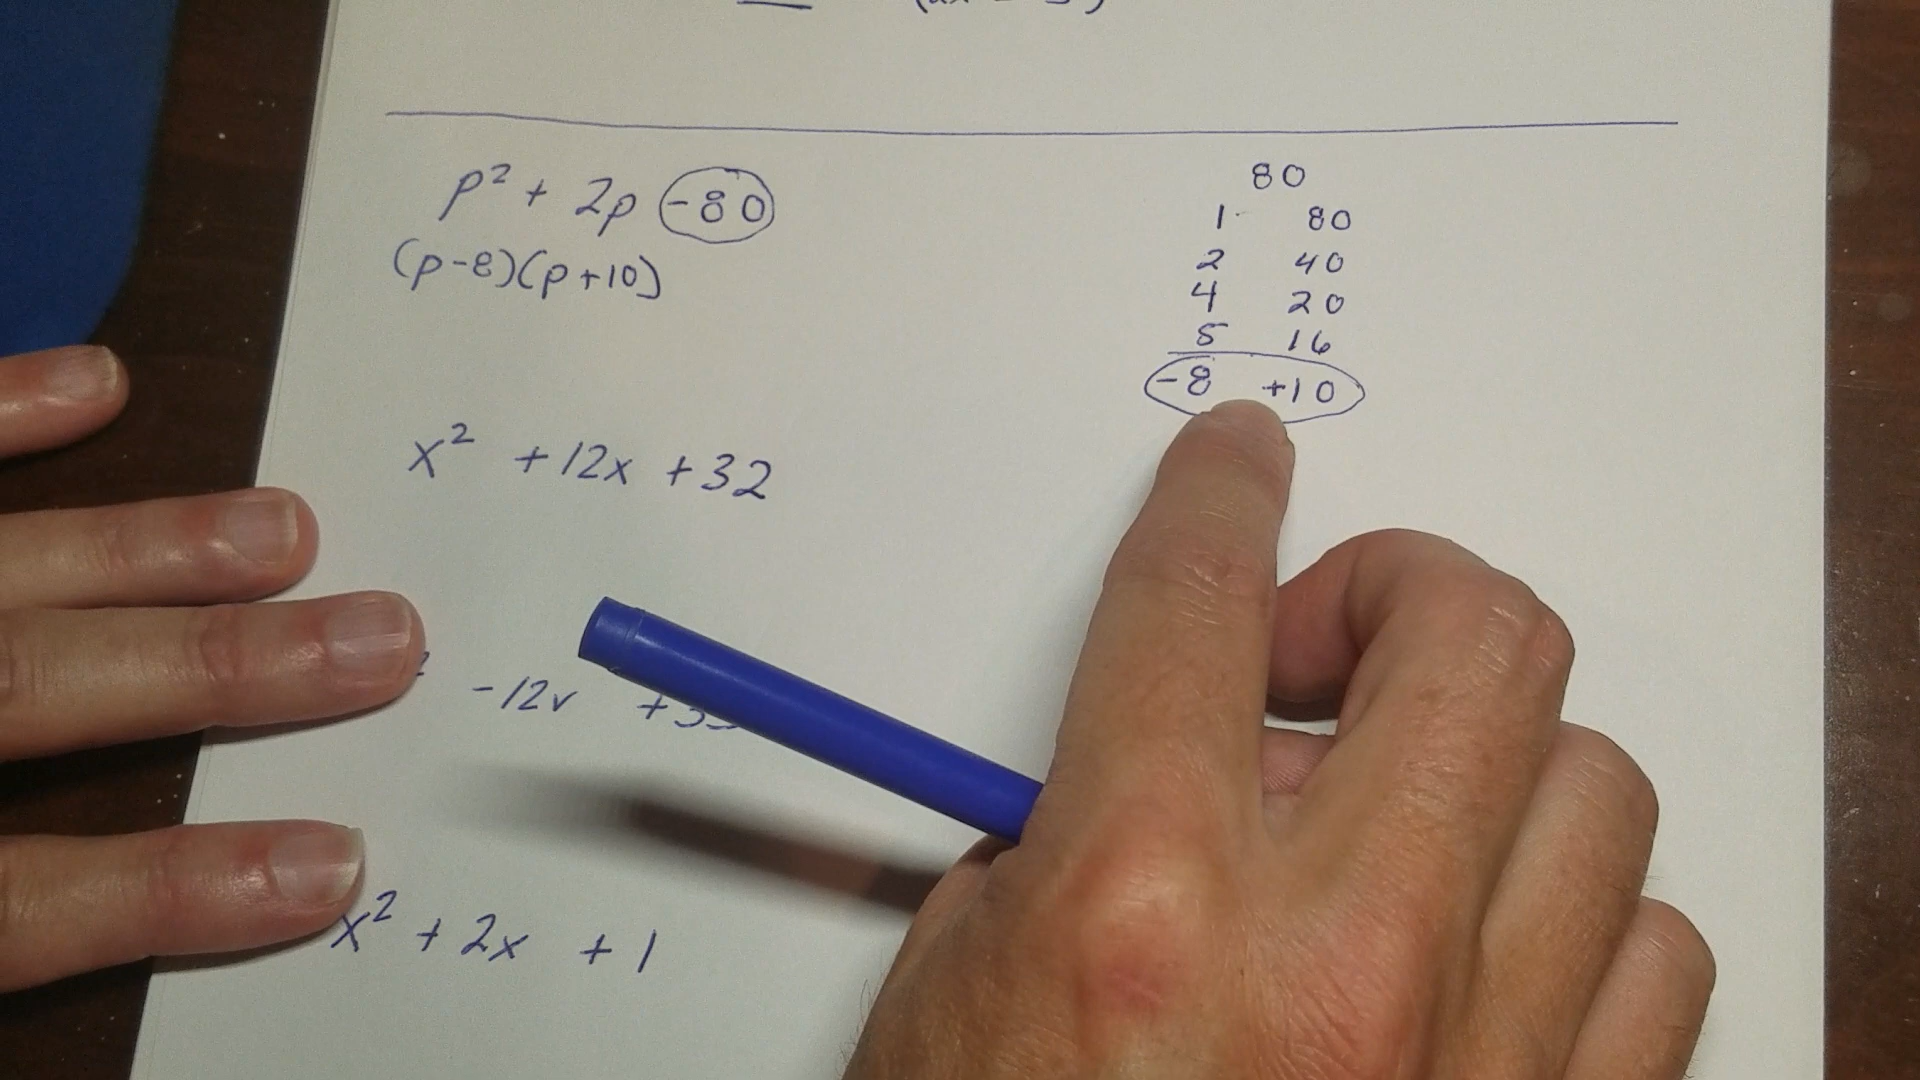 p² + 2p -80
(p-8)(p+10)
80
1 80
2 40
4 20
5 16
-8 +10
x² +12x +32
-12v
x² + 2x + 1